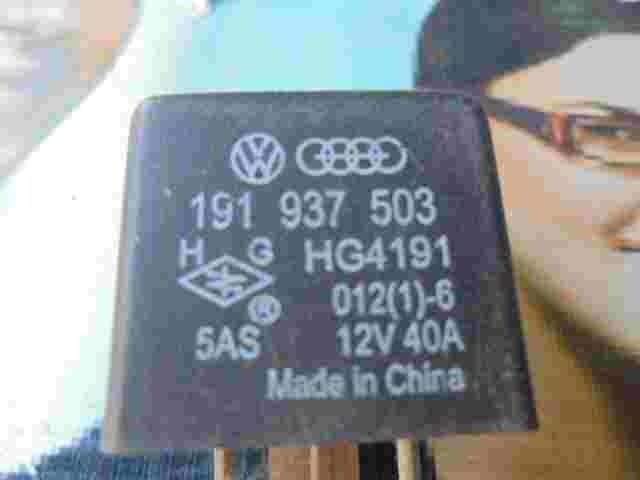 191 937 503
H G HG4191
012(1)-6
5AS 12V 40A
Made in China